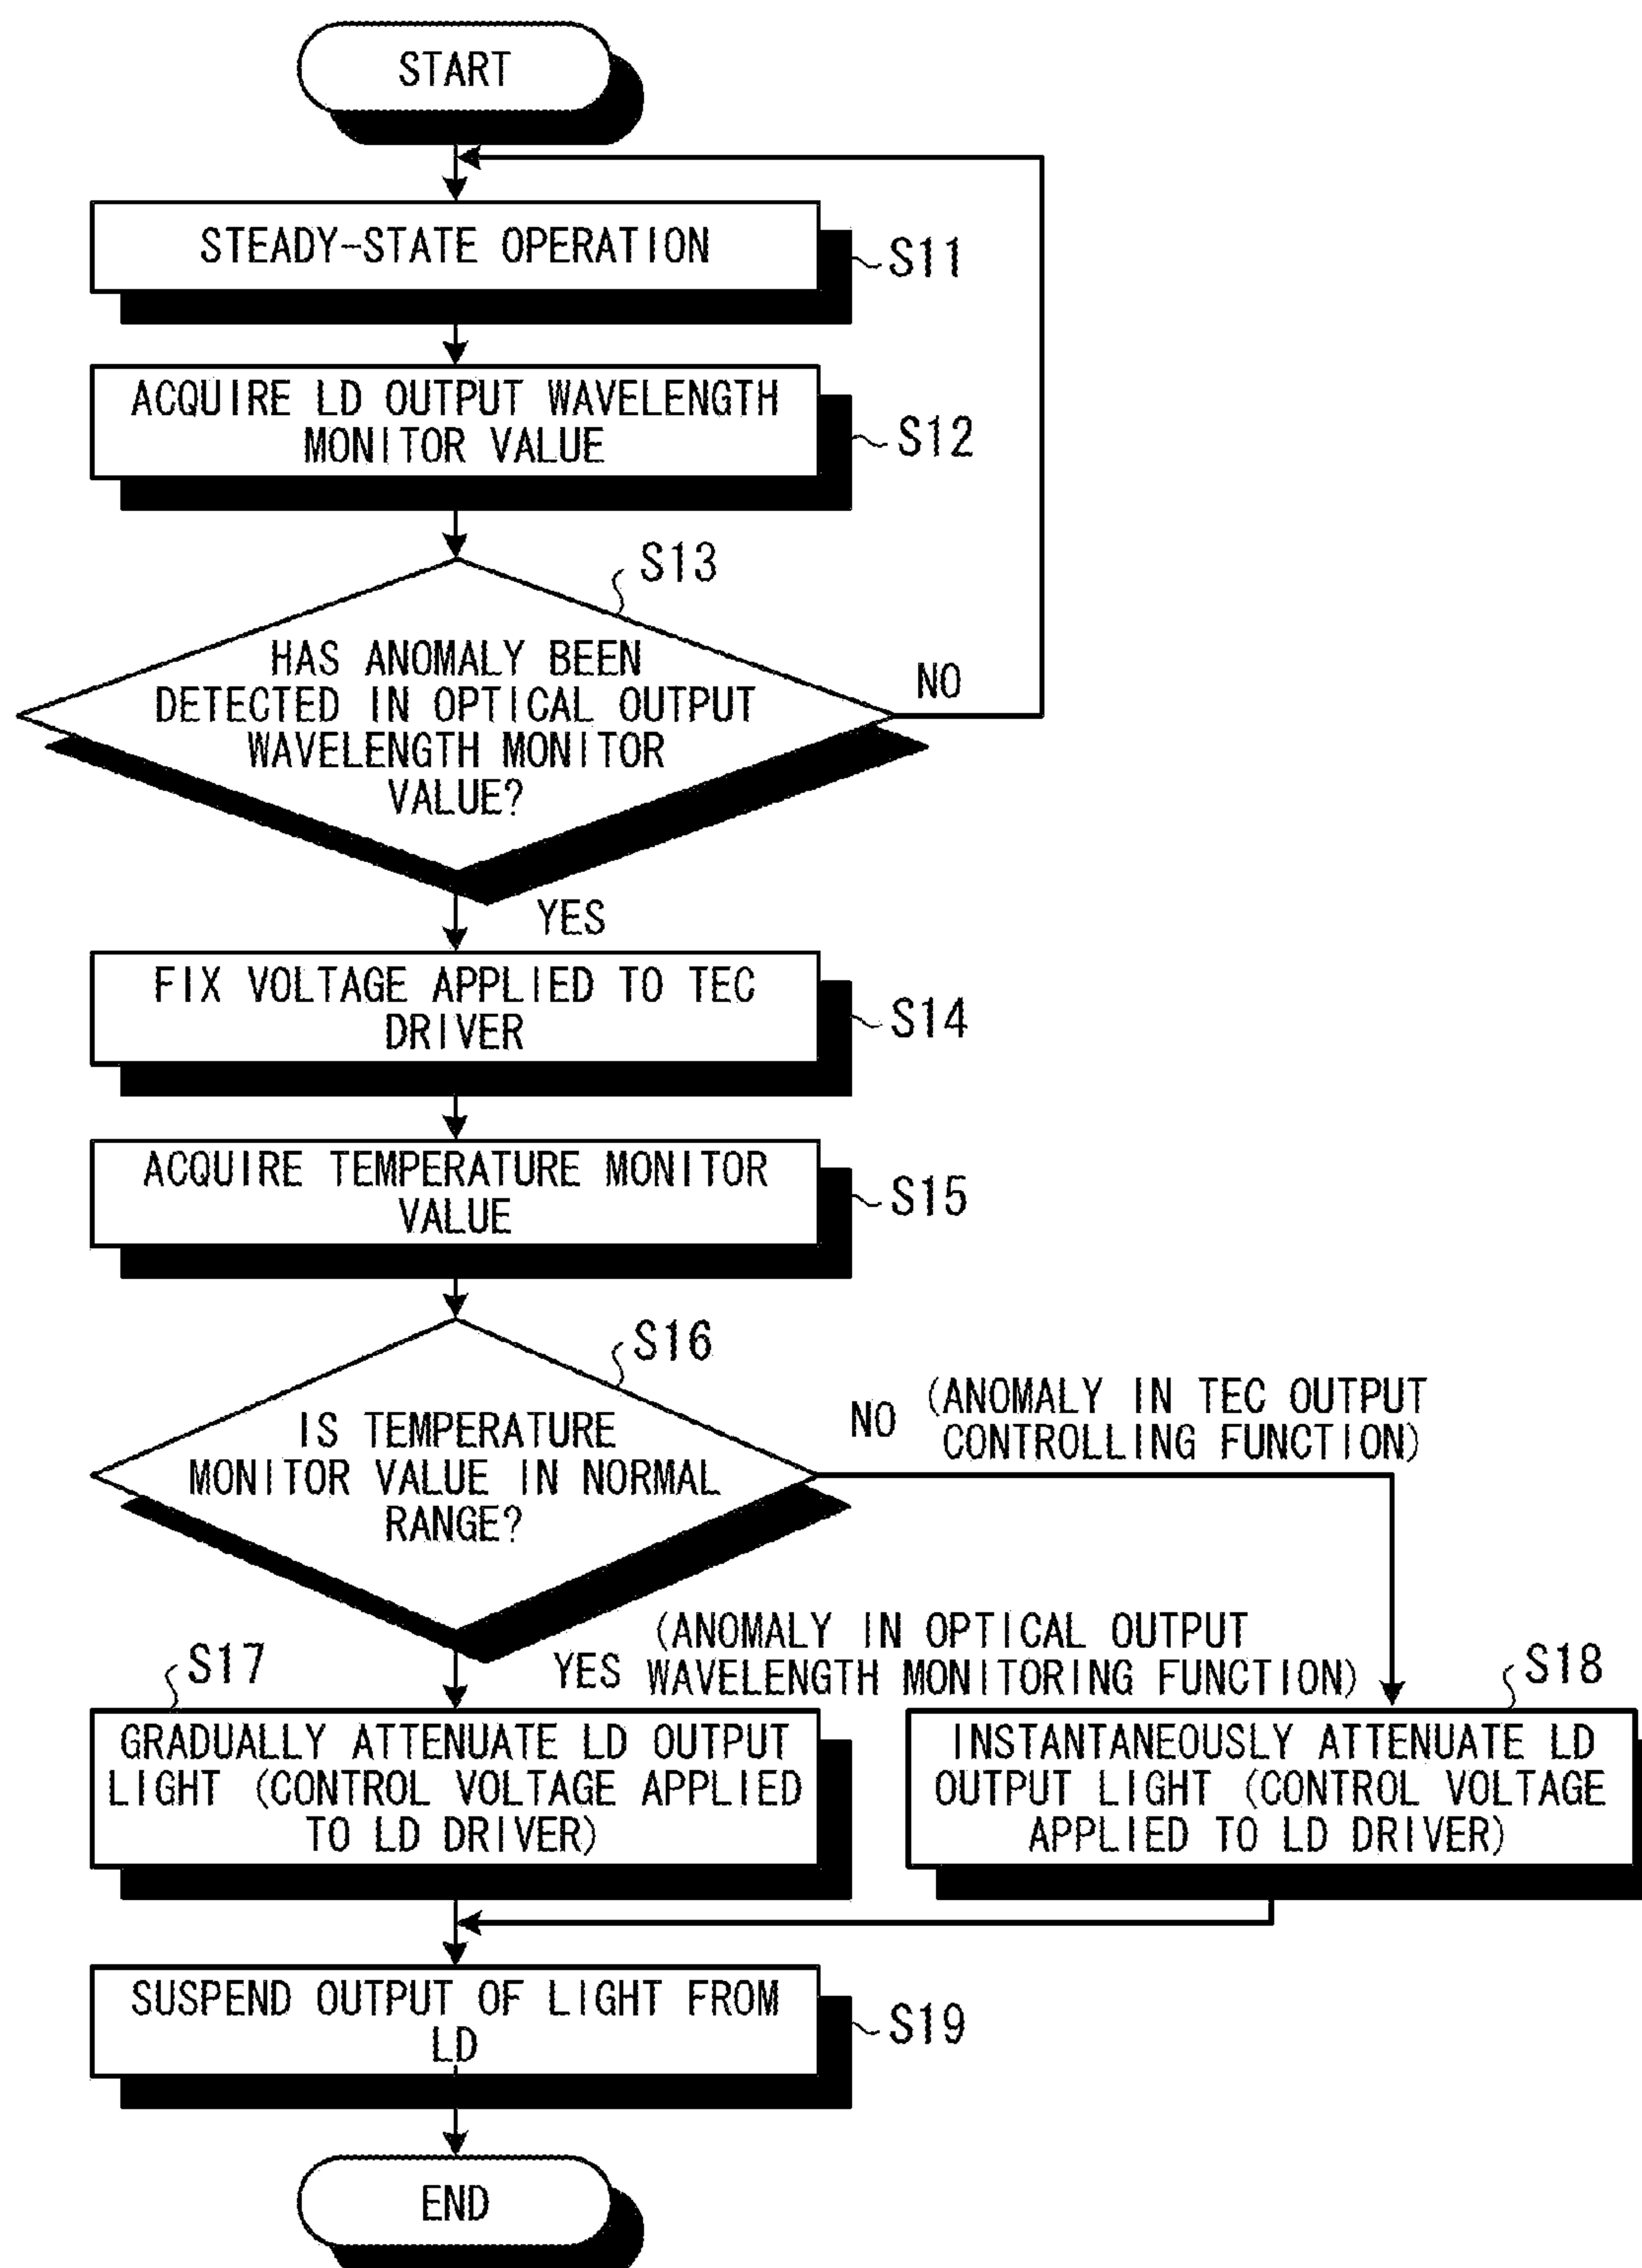 START
STEADY-STATE OPERATION
S11
ACQUIRE LD OUTPUT WAVELENGTH
MONITOR VALUE
S12
S13
HAS ANOMALY BEEN
DETECTED IN OPTICAL OUTPUT
WAVELENGTH MONITOR
VALUE?
NO
YES
FIX VOLTAGE APPLIED TO TEC
DRIVER
S14
ACQUIRE TEMPERATURE MONITOR
VALUE
S15
S16
IS TEMPERATURE
MONITOR VALUE IN NORMAL
RANGE?
NO
(ANOMALY IN TEC OUTPUT
CONTROLLING FUNCTION)
YES
(ANOMALY IN OPTICAL OUTPUT
WAVELENGTH MONITORING FUNCTION)
S17
GRADUALLY ATTENUATE LD OUTPUT
LIGHT (CONTROL VOLTAGE APPLIED
TO LD DRIVER)
S18
INSTANTANEOUSLY ATTENUATE LD
OUTPUT LIGHT (CONTROL VOLTAGE
APPLIED TO LD DRIVER)
SUSPEND OUTPUT OF LIGHT FROM
LD
S19
END